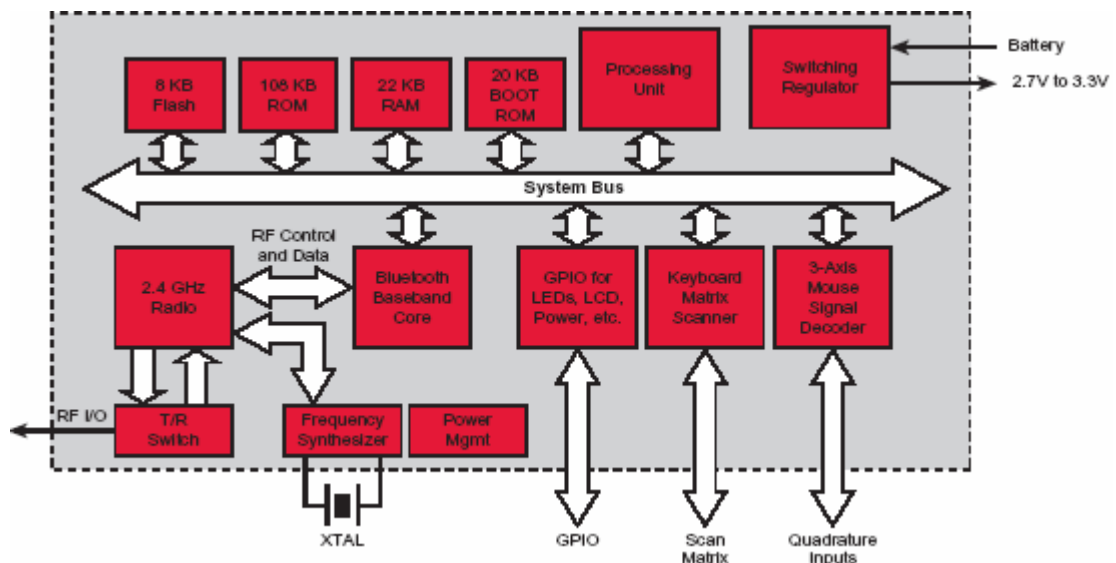 8 KB
Flash
108 KB
ROM
22 KB
RAM
20 KB
BOOT
ROM
Processing
Unit
Switching
Regulator
Battery
2.7V to 3.3V
System Bus
RF Control
and Data
2.4 GHz
Radio
Bluetooth
Baseband
Core
GPIO for
LEDs, LCD,
Power, etc.
Keyboard
Matrix
Scanner
3-Axis
Mouse
Signal
Decoder
RF I/O
T/R
Switch
Frequency
Synthesizer
Power
Mgmt
XTAL
GPIO
Scan
Matrix
Quadrature
Inputs